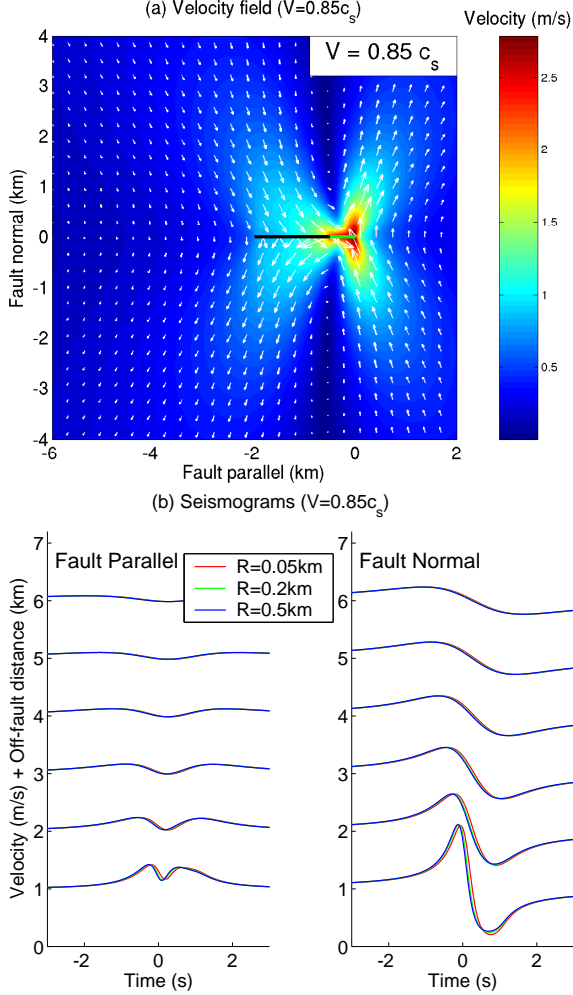 (a) Velocity field (V=0.85c_s)
Velocity (m/s)
V = 0.85 c_s
4
3
2
1
0
-1
-2
-3
-4
Fault normal (km)
-6
-4
-2
0
2
Fault parallel (km)
2.5
2
1.5
1
0.5
(b) Seismograms (V=0.85c_s)
Velocity (m/s) + Off-fault distance (km)
7
6
5
4
3
2
1
0
Fault Parallel
R=0.05km
R=0.2km
R=0.5km
-2
0
2
Time (s)
7
6
5
4
3
2
1
0
Fault Normal
-2
0
2
Time (s)